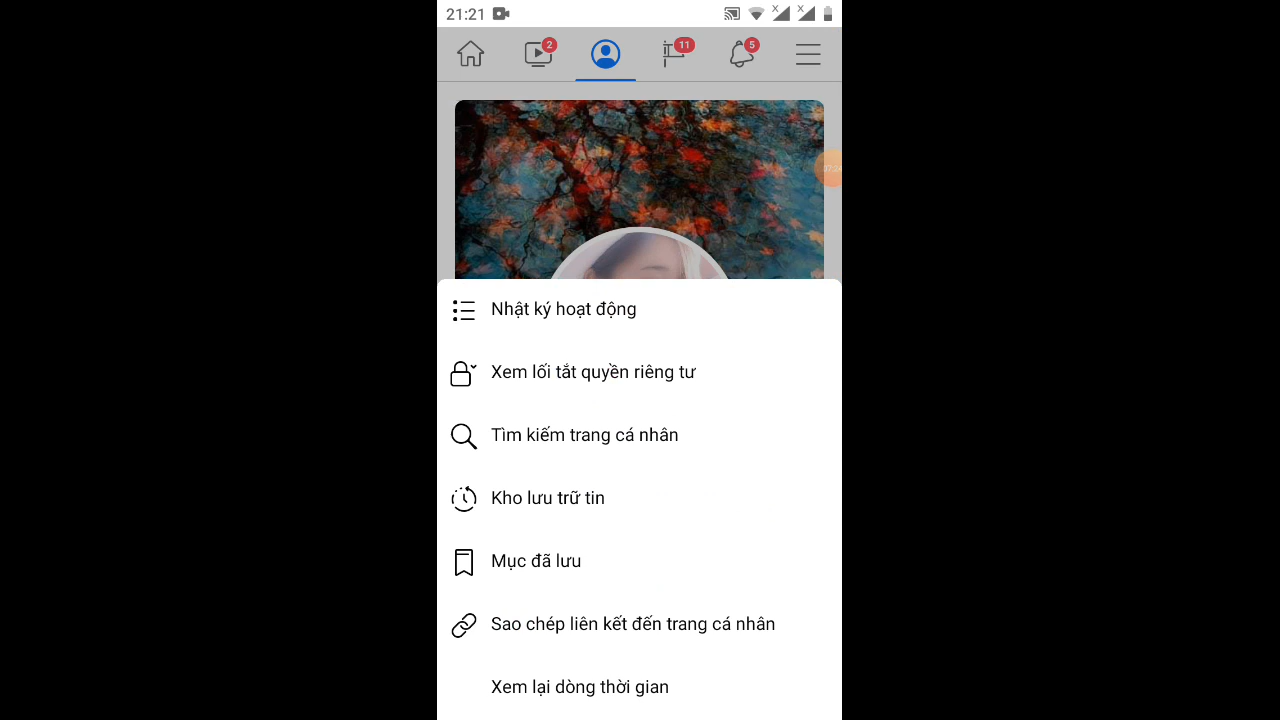 21:21
2
11
5
Nhật ký hoạt động
Xem lối tắt quyền riêng tư
Tìm kiếm trang cá nhân
Kho lưu trữ tin
Mục đã lưu
Sao chép liên kết đến trang cá nhân
Xem lại dòng thời gian